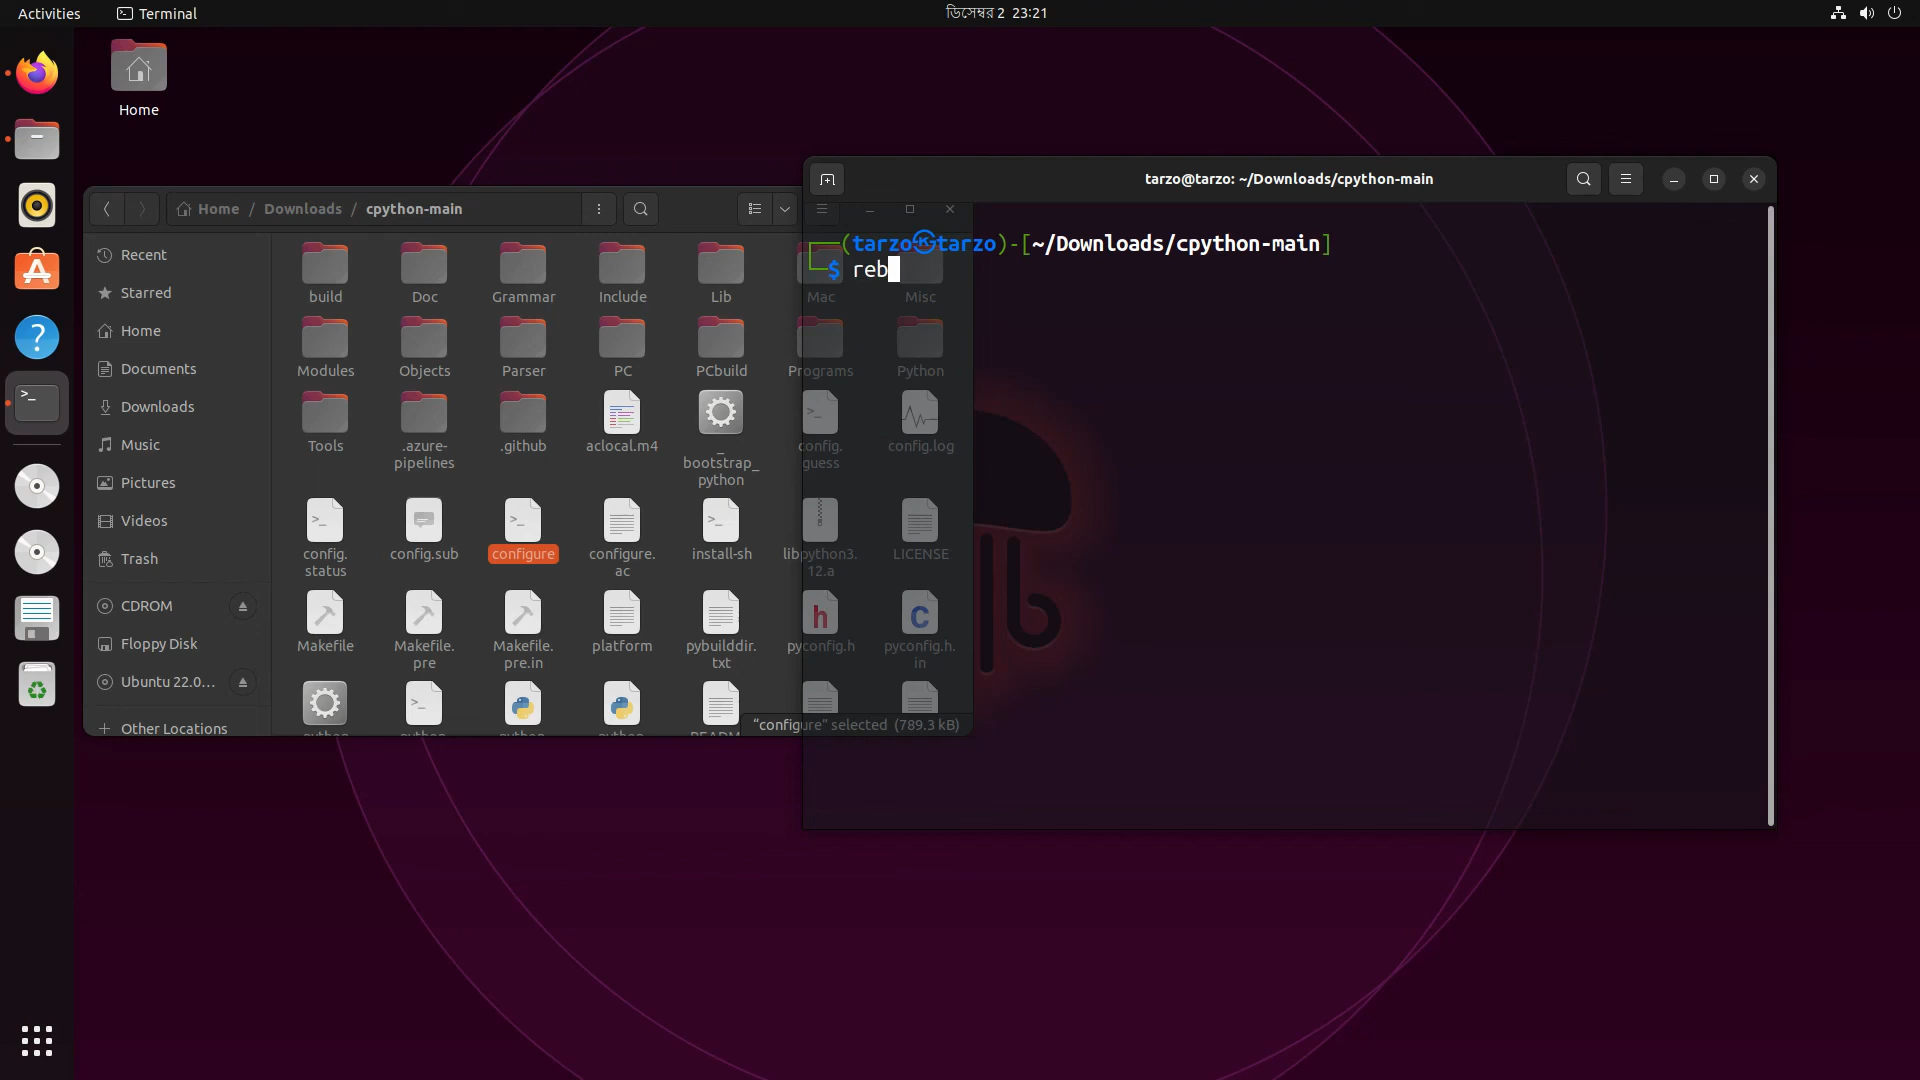 Activities
Terminal
ডিসেম্বর 2 23:21
Home
Home / Downloads / cpython-main
Recent
Starred
Home
Documents
Downloads
Music
Pictures
Videos
Trash
CDROM
Floppy Disk
Ubuntu 22.0...
Other Locations
build
Doc
Grammar
Include
Lib
Mac
Misc
Modules
Objects
Parser
PC
PCbuild
Programs
Python
Tools
.azure-
pipelines
.github
aclocal.m4
_
bootstrap_
python
config.
guess
config.log
config.
status
config.sub
configure
configure.
ac
install-sh
libpython3.
12.a
LICENSE
Makefile
Makefile.
pre
Makefile.
pre.in
platform
pybuilddir.
txt
pyconfig.h
pyconfig.h.
in
"configure" selected (789.3 kB)
tarzo@tarzo: ~/Downloads/cpython-main
(tarzo㉿tarzo)-[~/Downloads/cpython-main]
$ reb